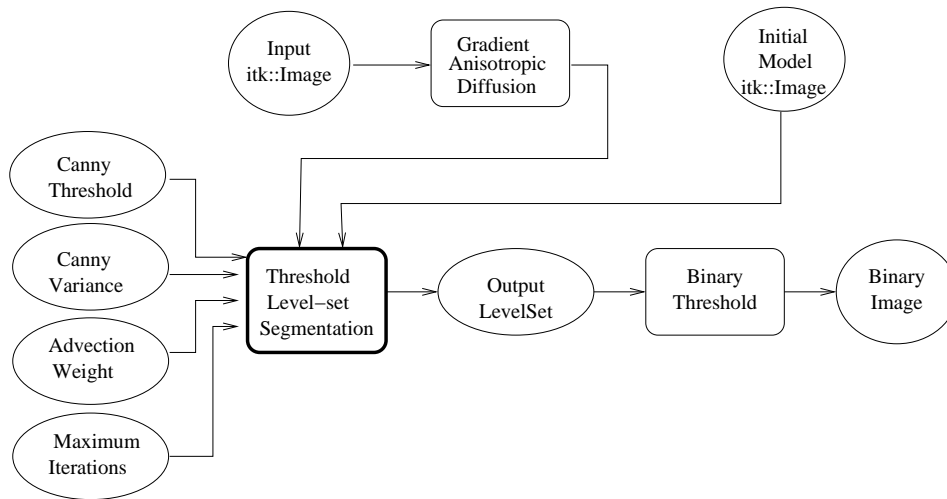 Input
itk::Image
Gradient
Anisotropic
Diffusion
Initial
Model
itk::Image
Canny
Threshold
Canny
Variance
Advection
Weight
Maximum
Iterations
Threshold
Level−set
Segmentation
Output
LevelSet
Binary
Threshold
Binary
Image